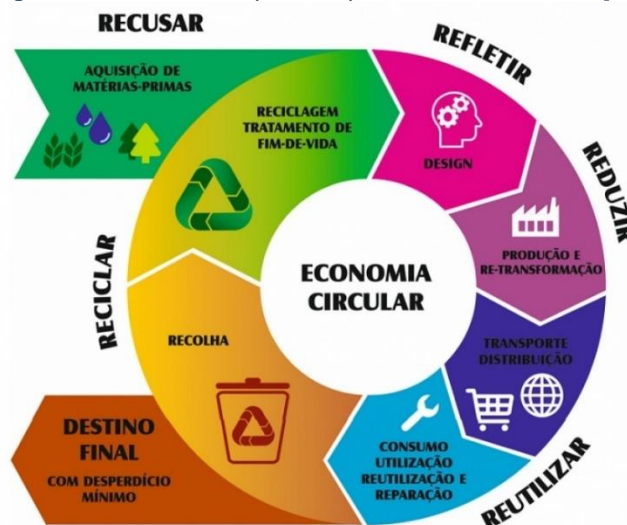 RECUSAR
REFLETIR
AQUISIÇÃO DE
MATÉRIAS-PRIMAS
RECICLAGEM
TRATAMENTO DE
FIM-DE-VIDA
DESIGN
REDUZIR
PRODUÇÃO E
RE-TRANSFORMAÇÃO
ECONOMIA
CIRCULAR
RECICLAR
RECOLHA
TRANSPORTE
DISTRIBUIÇÃO
DESTINO
FINAL
COM DESPERDÍCIO
MÍNIMO
CONSUMO
UTILIZAÇÃO
REUTILIZAÇÃO E
REPARAÇÃO
REUTILIZAR